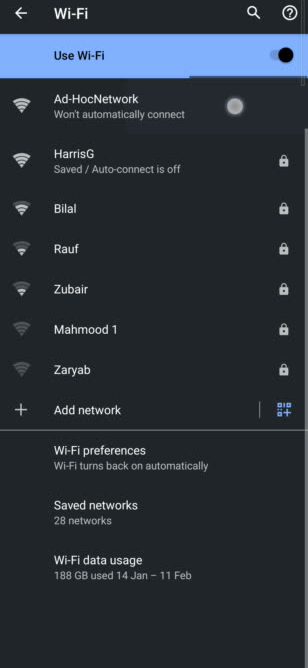 Wi-Fi
Use Wi-Fi
Ad-HocNetwork
Won't automatically connect
HarrisG
Saved / Auto-connect is off
Bilal
Rauf
Zubair
Mahmood 1
Zaryab
Add network
Wi-Fi preferences
Wi-Fi turns back on automatically
Saved networks
28 networks
Wi-Fi data usage
188 GB used 14 Jan – 11 Feb